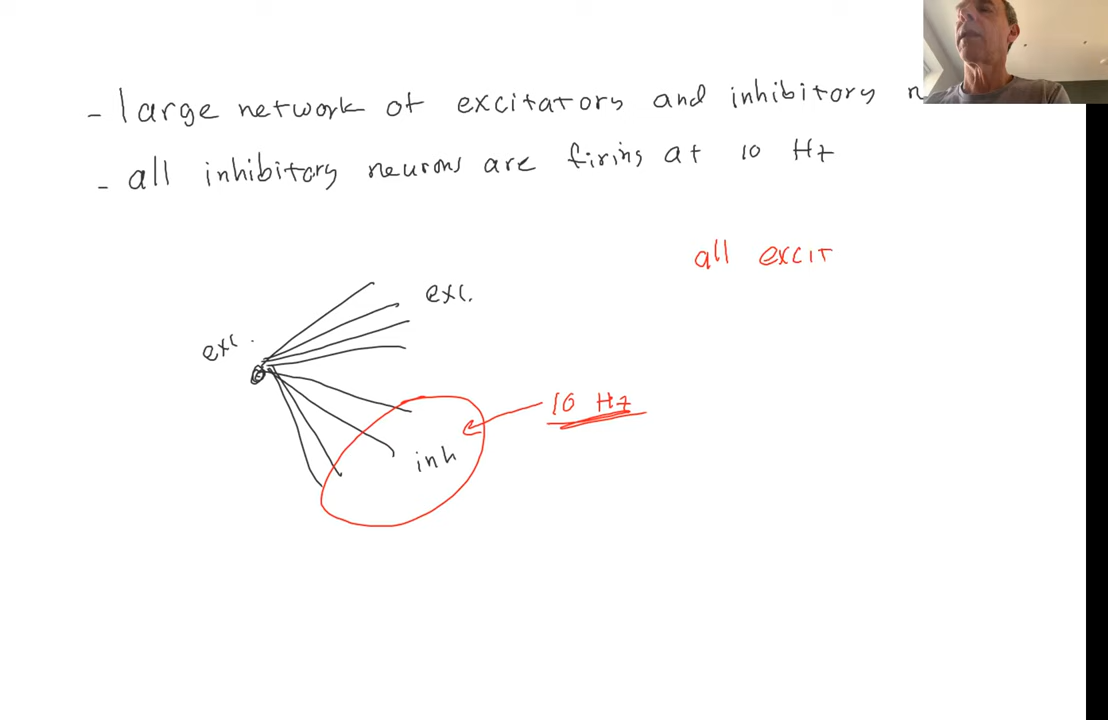 - large network of excitatory and inhibitory n
- all inhibitory neurons are firing at 10 Hz
all excit
exc.
exc.
10 Hz
inh